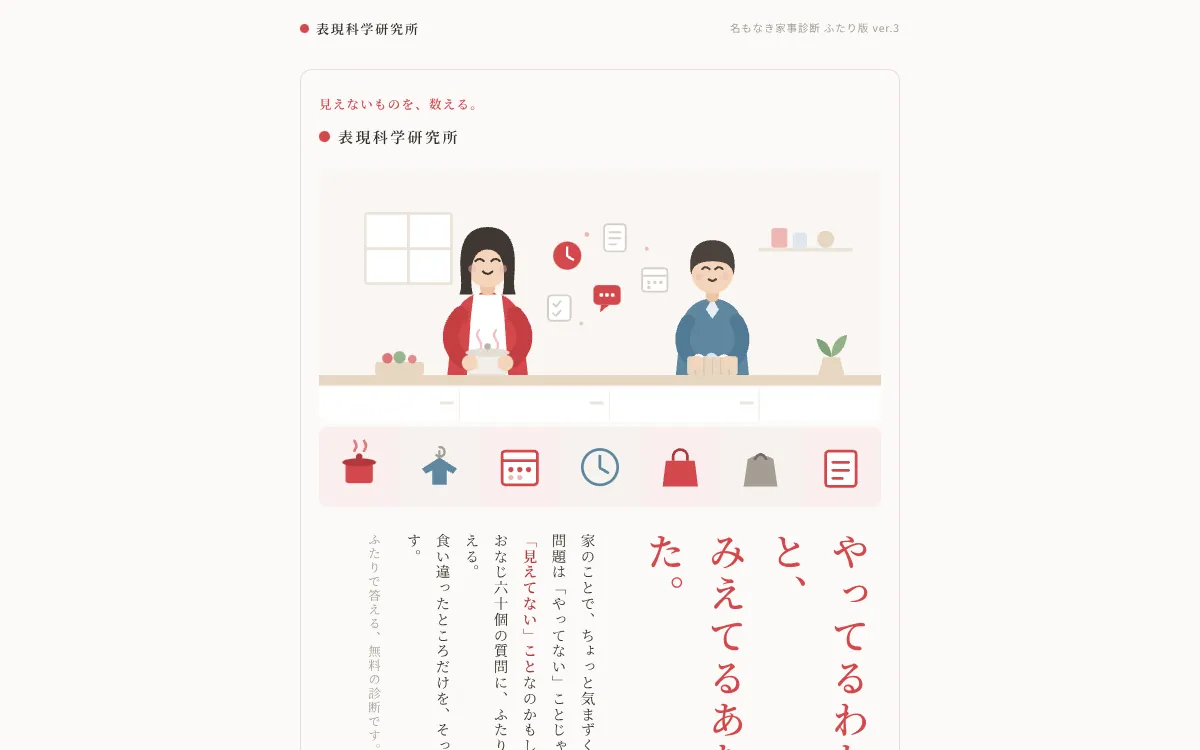 表現科学研究所
名もなき家事診断 ふたり版 ver.3
見えないものを、数える。
表現科学研究所
やってるわ
と、
みえてるあ
た。
家のことで、ちょっと気まずく
問題は「やってない」ことじゃ
「見えてない」ことなのかもし
おなじ六十個の質問に、ふたり
える。
食い違ったところだけを、そっ
す。
ふたりで答える、無料の診断です。